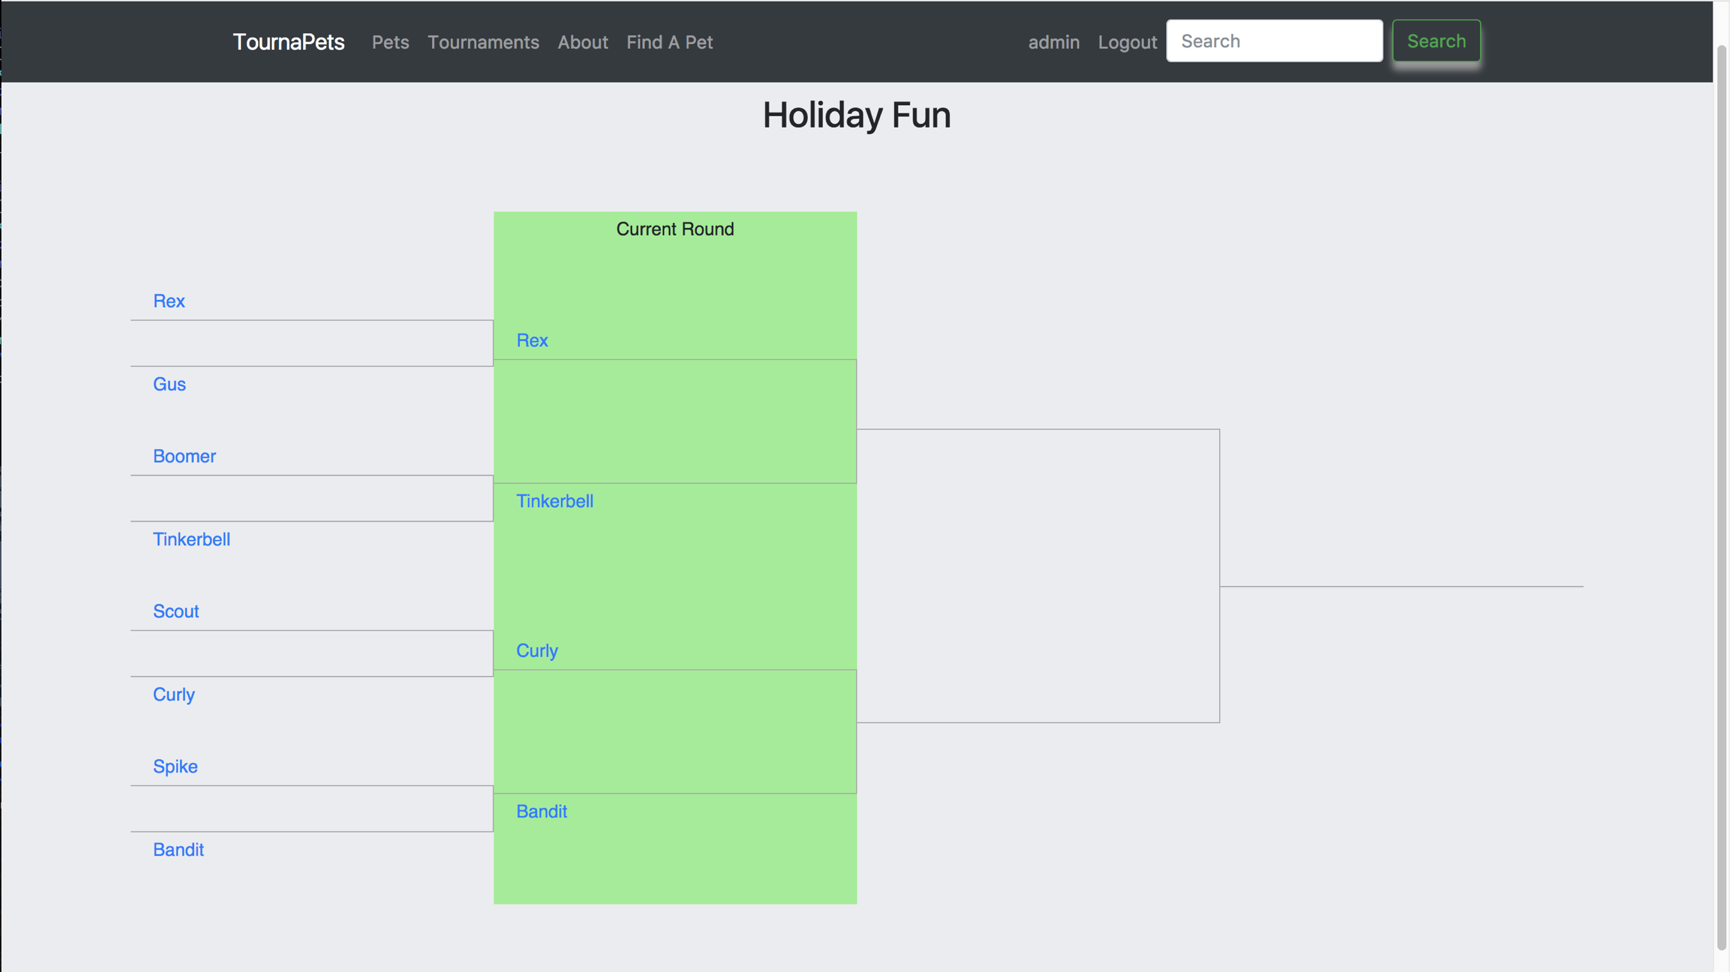 TournaPets Pets Tournaments About Find A Pet admin Logout Search Search
Holiday Fun
Current Round
Rex
Gus
Boomer
Tinkerbell
Scout
Curly
Spike
Bandit
Rex
Tinkerbell
Curly
Bandit